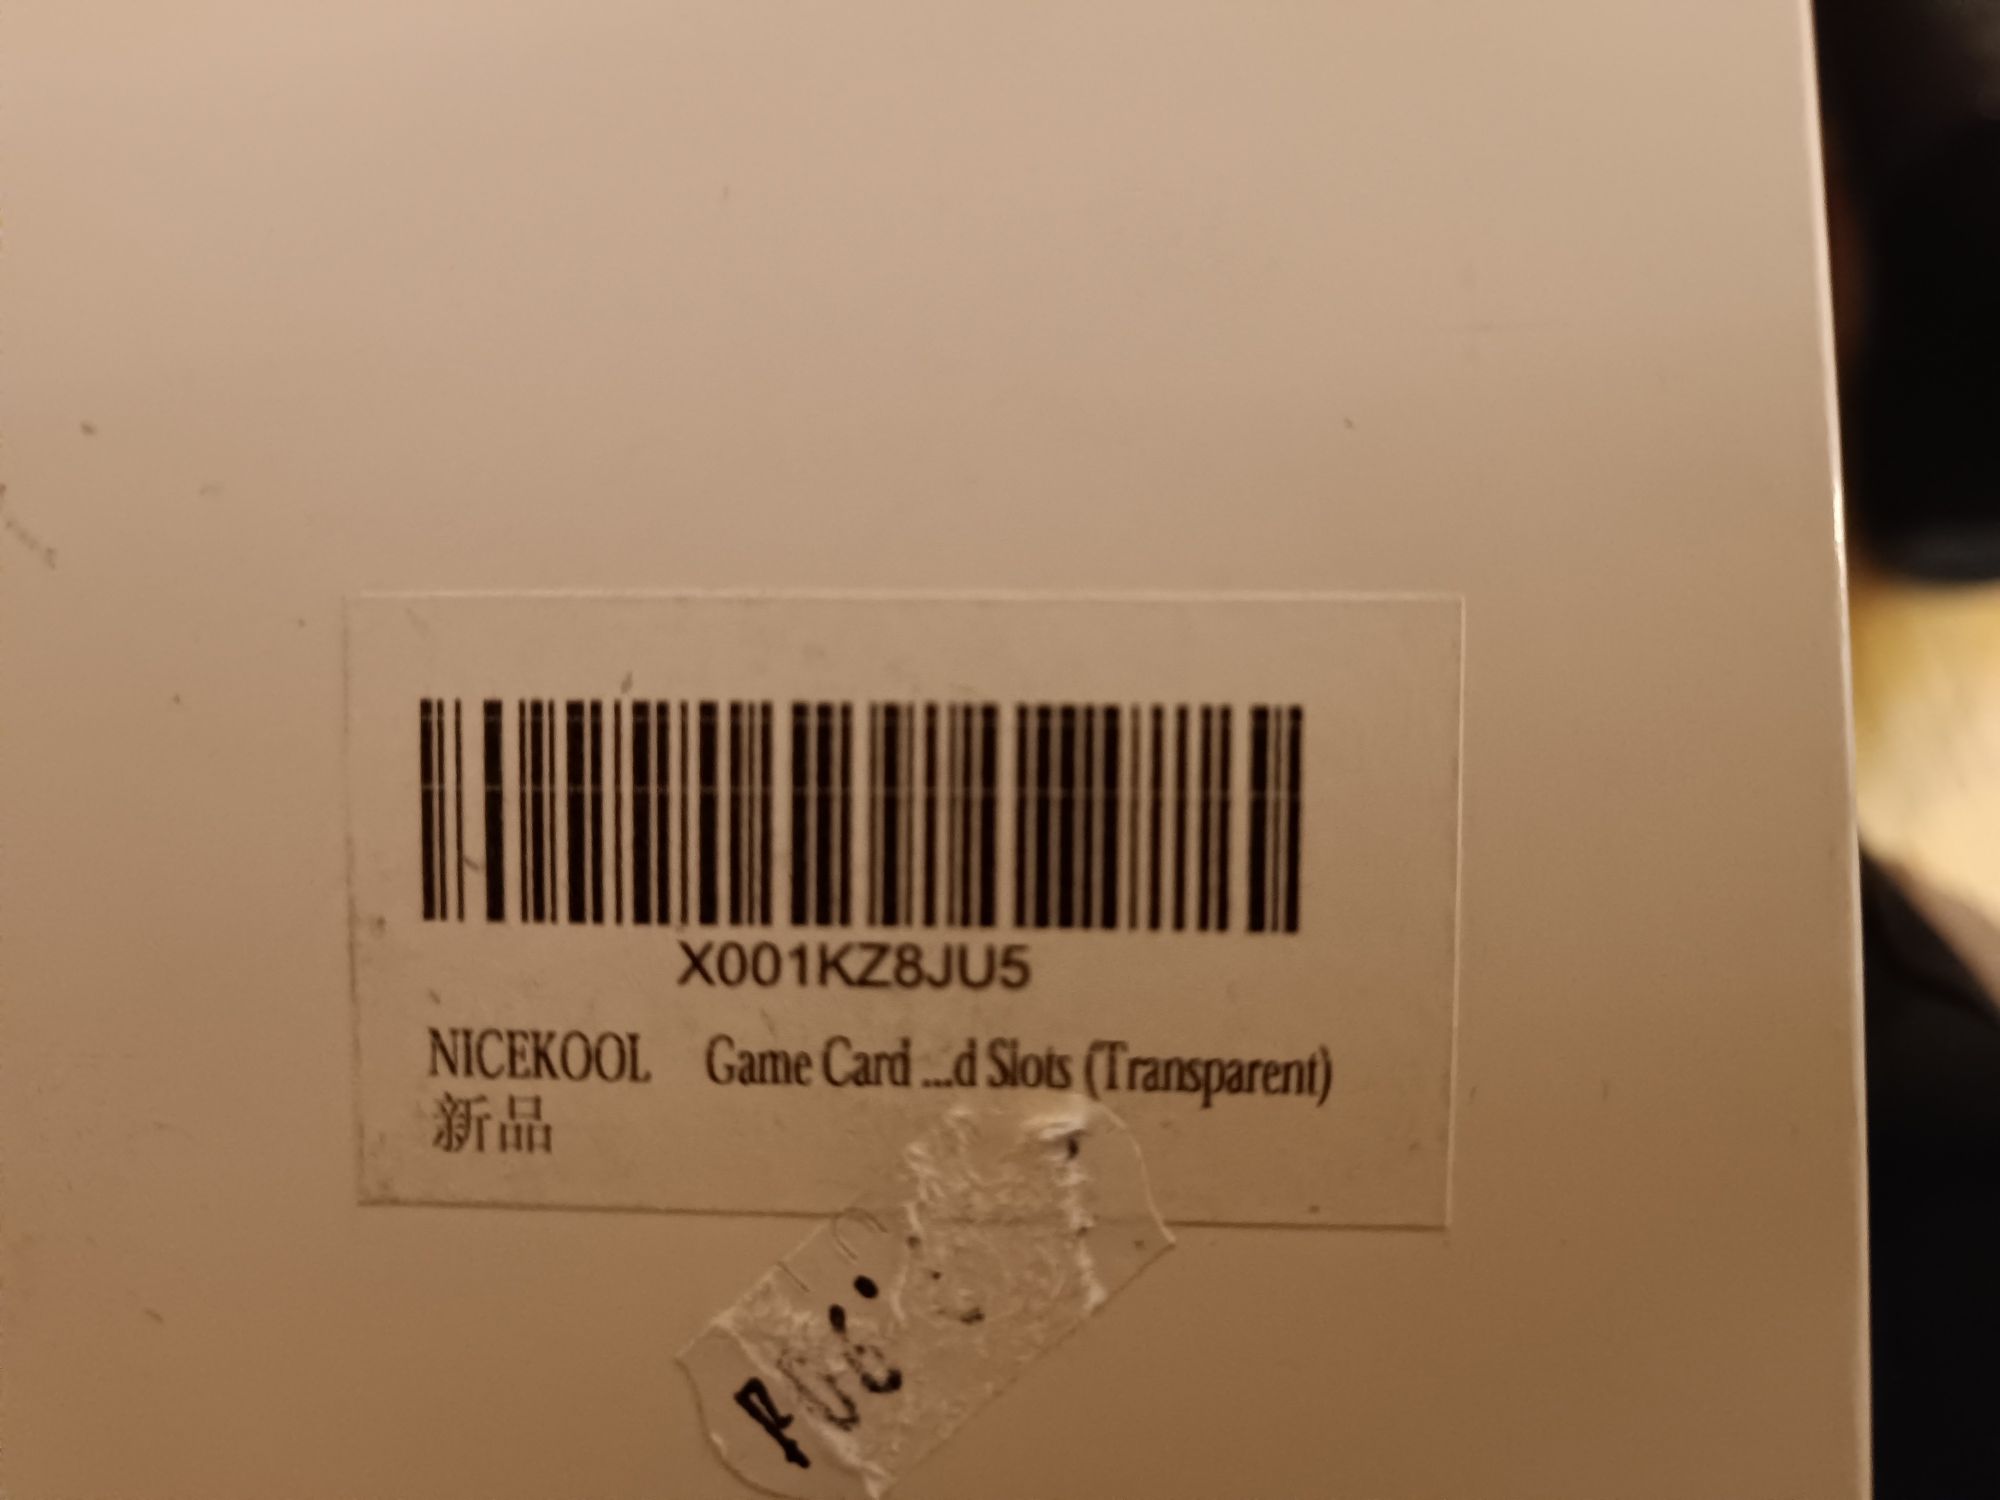 X001KZ8JU5
NICEKOOL Game Card ...d Slots (Transparent)
新品